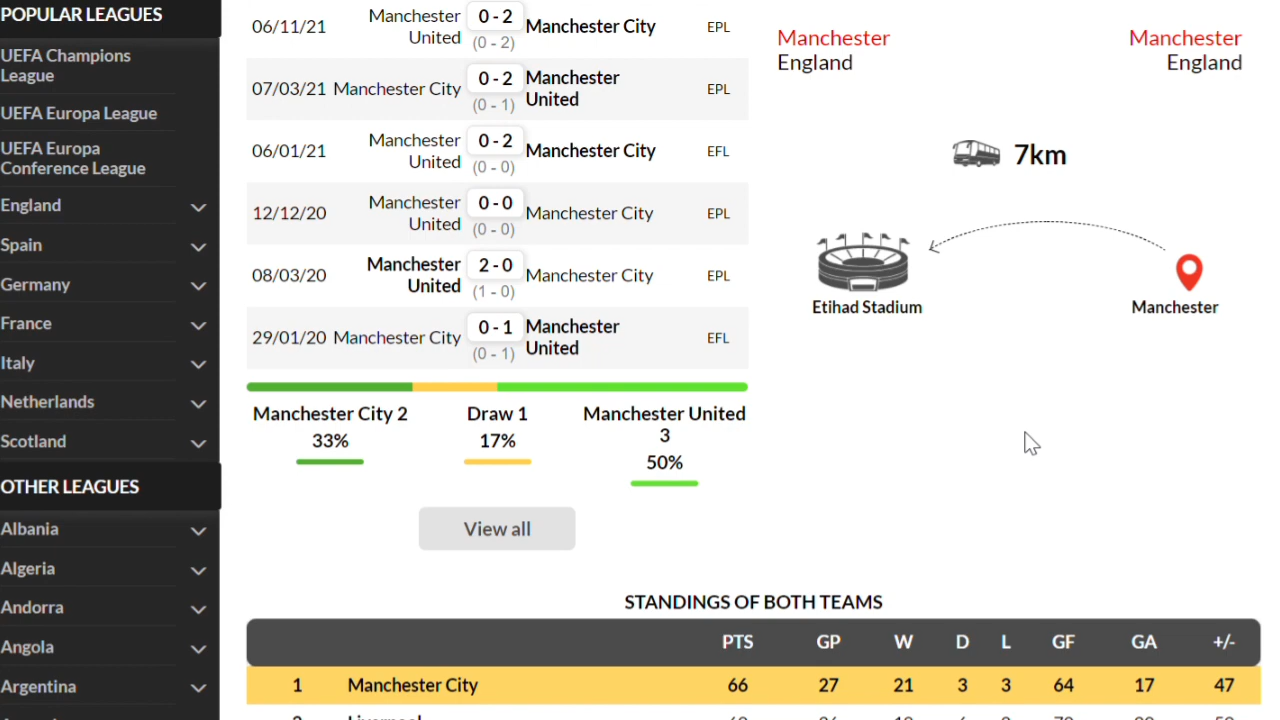 POPULAR LEAGUES
UEFA Champions
League
UEFA Europa League
UEFA Europa
Conference League
England
Spain
Germany
France
Italy
Netherlands
Scotland
OTHER LEAGUES
Albania
Algeria
Andorra
Angola
Argentina
06/11/21 Manchester United 0 - 2 (0 - 2) Manchester City EPL
07/03/21 Manchester City 0 - 2 (0 - 1) Manchester United EPL
06/01/21 Manchester United 0 - 2 (0 - 0) Manchester City EFL
12/12/20 Manchester United 0 - 0 (0 - 0) Manchester City EPL
08/03/20 Manchester United 2 - 0 (1 - 0) Manchester City EPL
29/01/20 Manchester City 0 - 1 (0 - 1) Manchester United EFL
Manchester City 2
33%
Draw 1
17%
Manchester United
3
50%
View all
Manchester
England
Manchester
England
7km
Etihad Stadium
Manchester
STANDINGS OF BOTH TEAMS
PTS GP W D L GF GA +/-
1 Manchester City 66 27 21 3 3 64 17 47